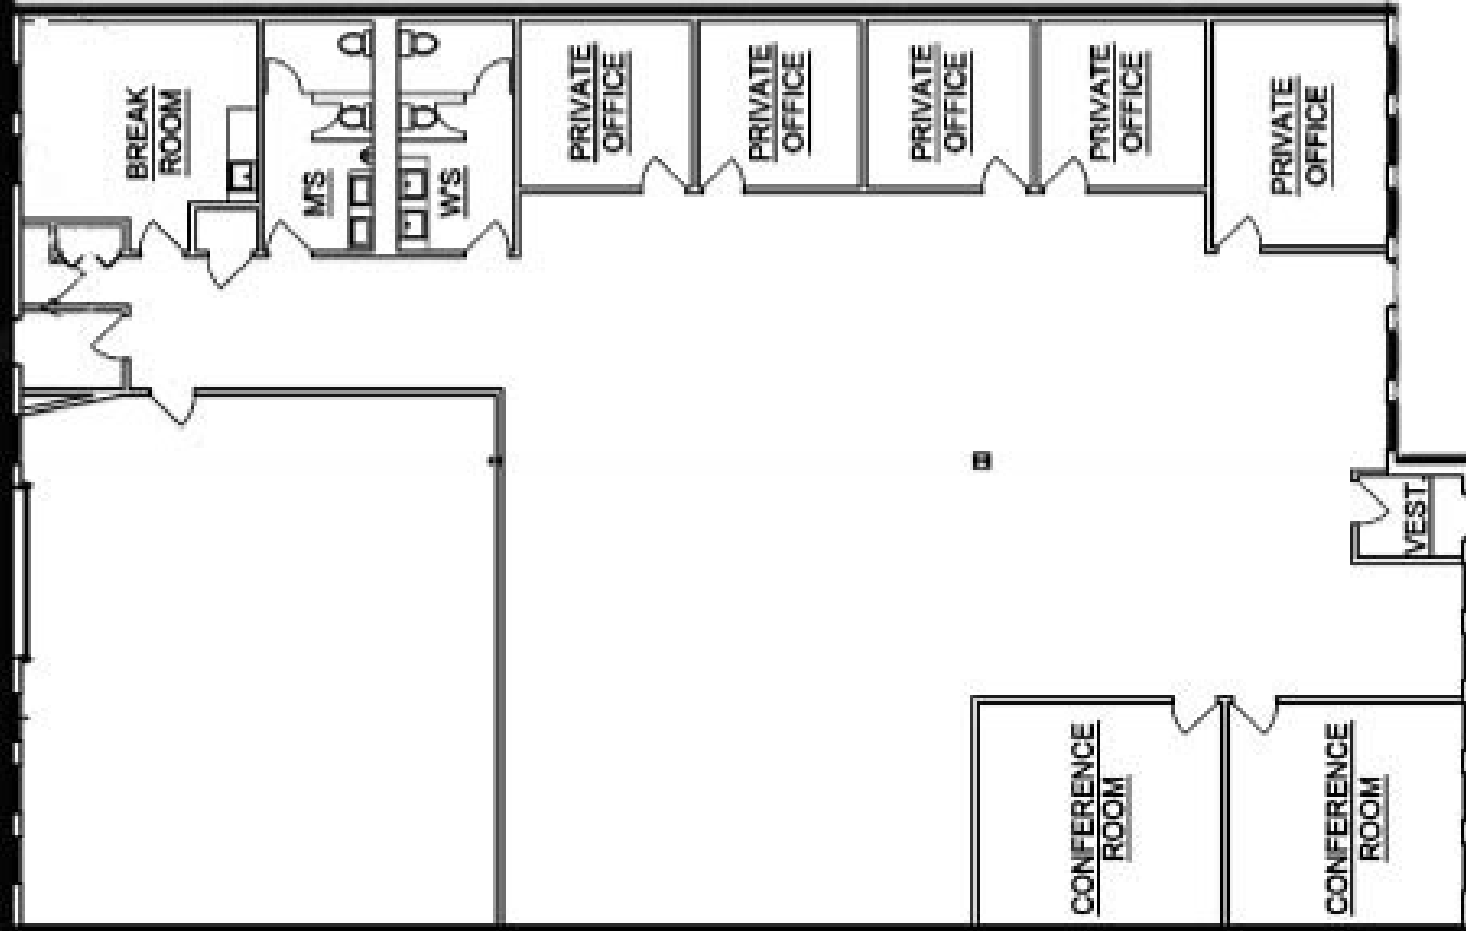 BREAK
ROOM
M'S
W'S
PRIVATE
OFFICE
PRIVATE
OFFICE
PRIVATE
OFFICE
PRIVATE
OFFICE
PRIVATE
OFFICE
VEST.
CONFERENCE
ROOM
CONFERENCE
ROOM